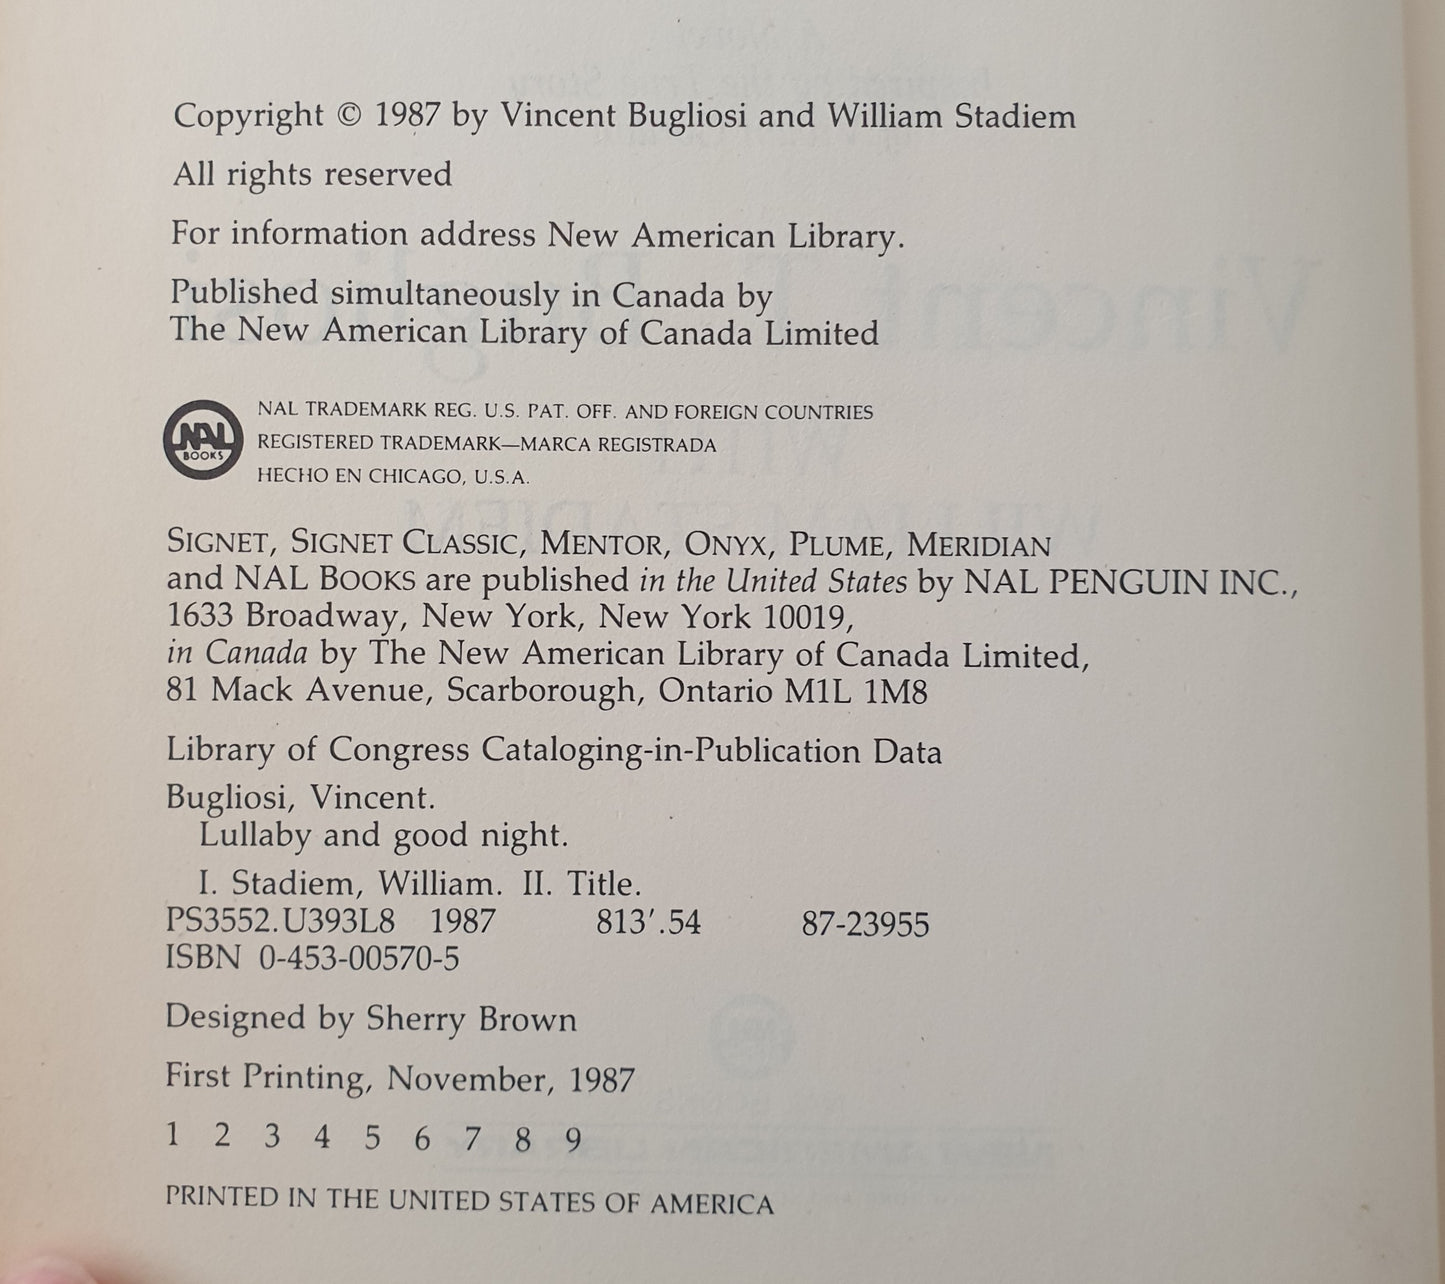 Copyright © 1987 by Vincent Bugliosi and William Stadiem
All rights reserved
For information address New American Library.
Published simultaneously in Canada by
The New American Library of Canada Limited
NAL BOOKS
NAL TRADEMARK REG. U.S. PAT. OFF. AND FOREIGN COUNTRIES
REGISTERED TRADEMARK—MARCA REGISTRADA
HECHO EN CHICAGO, U.S.A.
SIGNET, SIGNET CLASSIC, MENTOR, ONYX, PLUME, MERIDIAN
and NAL BOOKS are published in the United States by NAL PENGUIN INC.,
1633 Broadway, New York, New York 10019,
in Canada by The New American Library of Canada Limited,
81 Mack Avenue, Scarborough, Ontario M1L 1M8
Library of Congress Cataloging-in-Publication Data
Bugliosi, Vincent.
Lullaby and good night.
I. Stadiem, William. II. Title.
PS3552.U393L8 1987 813′.54 87-23955
ISBN 0-453-00570-5
Designed by Sherry Brown
First Printing, November, 1987
1 2 3 4 5 6 7 8 9
PRINTED IN THE UNITED STATES OF AMERICA